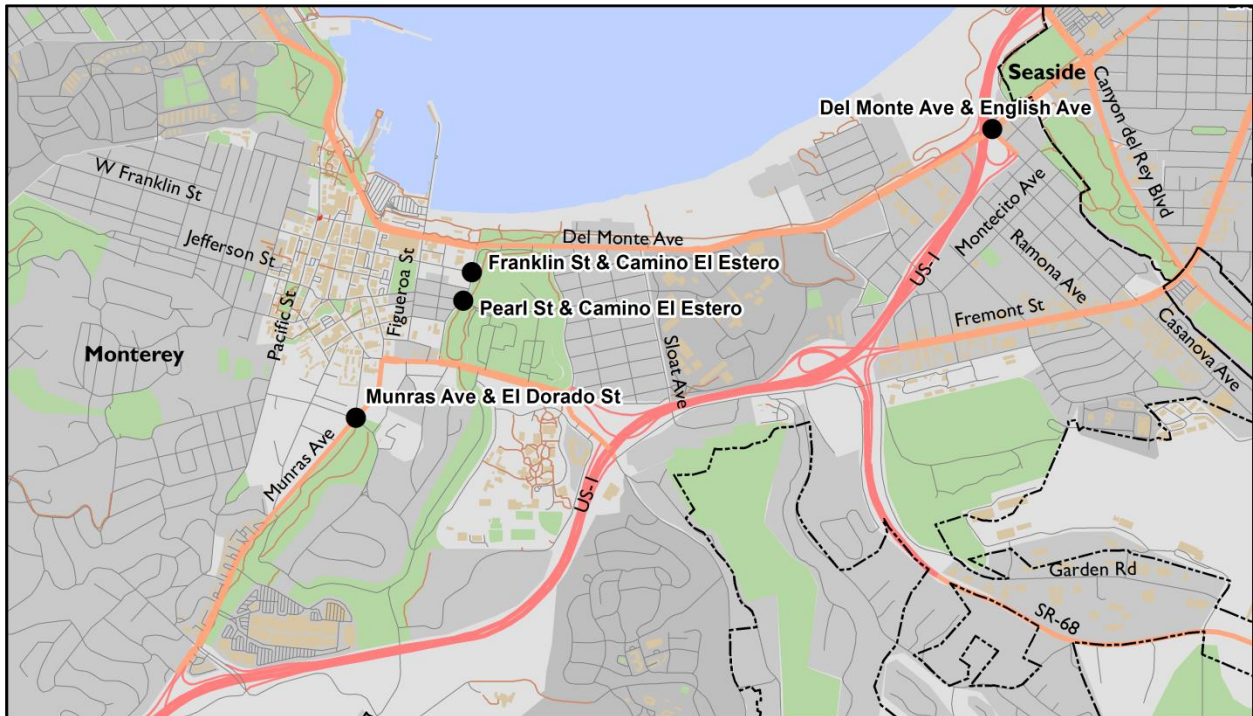 Seaside
Del Monte Ave & English Ave
Canyon del Rey Blvd
W Franklin St
Jefferson St
Figueroa St
Pacific St
Del Monte Ave
Franklin St & Camino El Estero
Pearl St & Camino El Estero
Montecito Ave
Ramona Ave
US-1
Fremont St
Casanova Ave
Sloat Ave
Monterey
Munras Ave & El Dorado St
Munras Ave
US-1
Garden Rd
SR-68